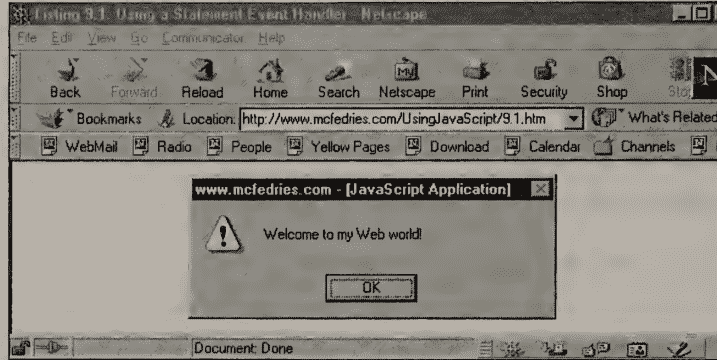 Listing 9.1. Using a Statement Event Handler - Netscape
File Edit View Go Communicator Help
Back Forward Reload Home Search Netscape Print Security Shop Stop
Bookmarks Location: http://www.mcfedries.com/UsingJavaScript/9.1.htm What's Related
WebMail Radio People Yellow Pages Download Calendar Channels
www.mcfedries.com - [JavaScript Application]
Welcome to my Web world!
OK
Document: Done